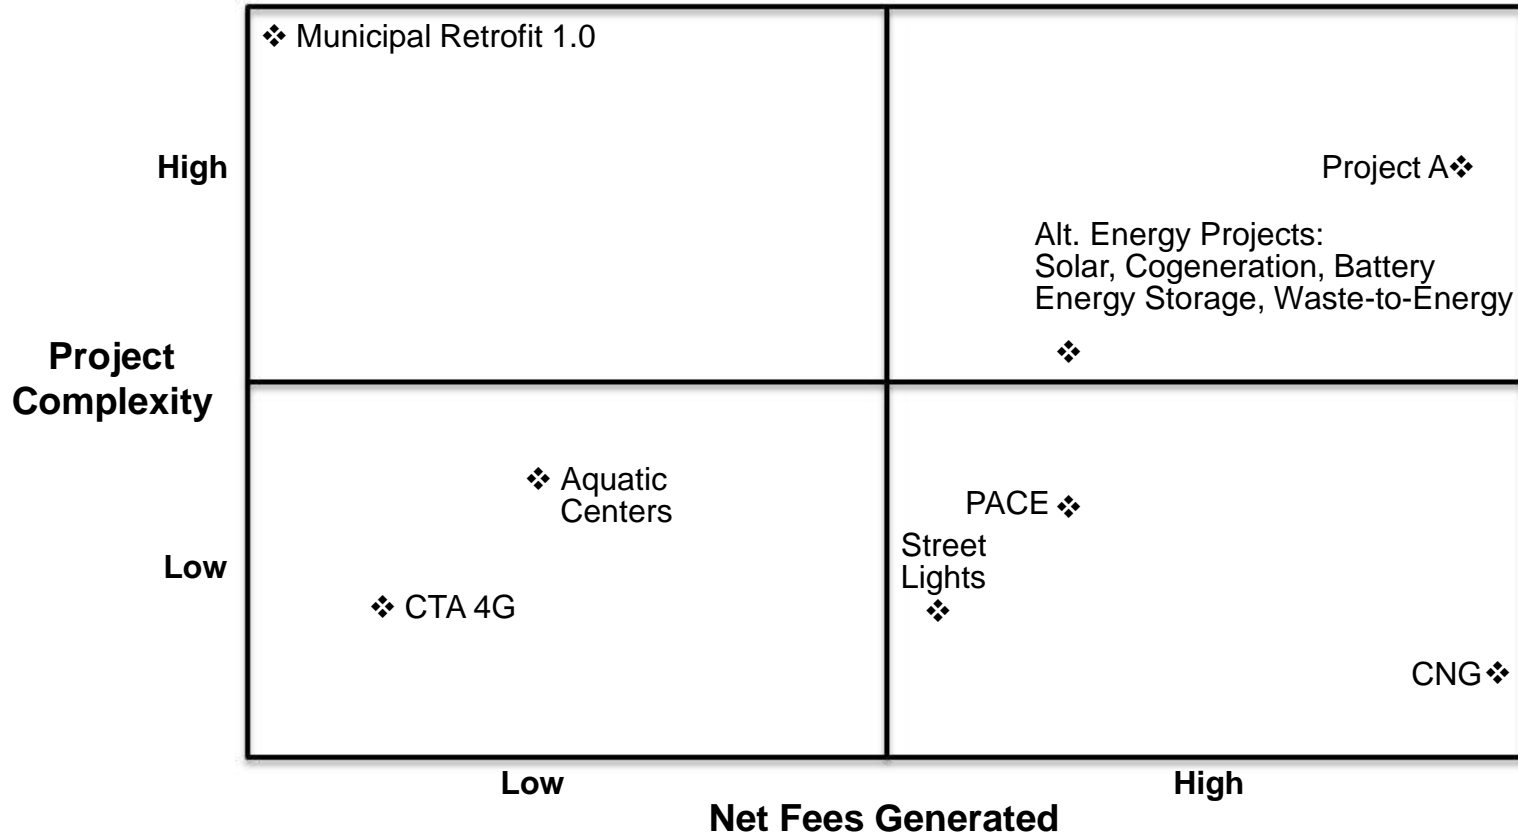 Municipal Retrofit 1.0
High
Project A
Alt. Energy Projects:
Solar, Cogeneration, Battery
Energy Storage, Waste-to-Energy
Project
Complexity
Aquatic
Centers
PACE
Street
Lights
Low
CTA 4G
CNG
Low
High
Net Fees Generated